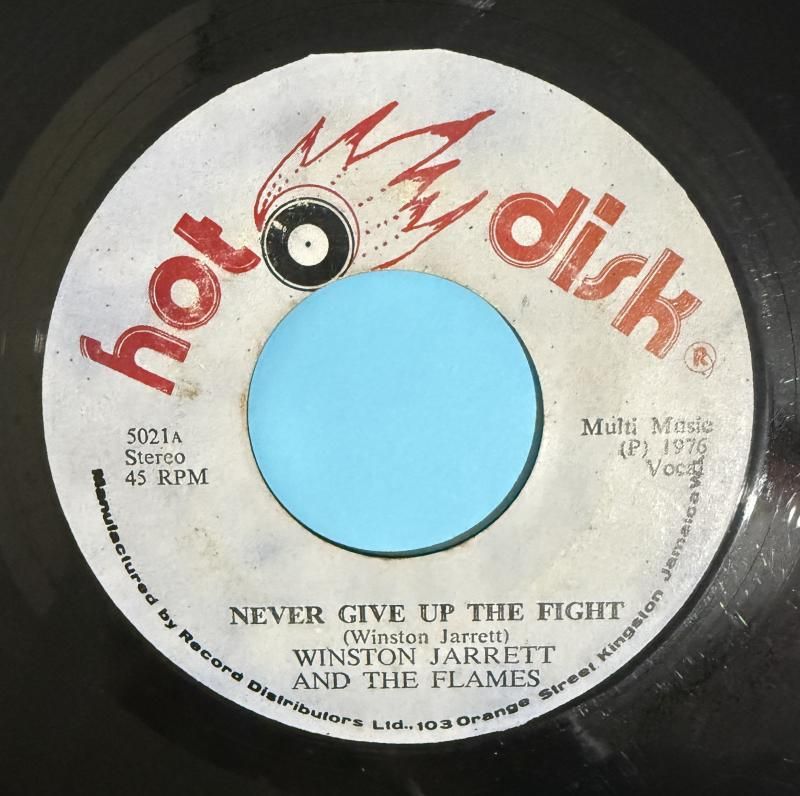 hot disk
®
5021A
Stereo
45 RPM
Multi Music
(P) 1976
Vocal
NEVER GIVE UP THE FIGHT
(Winston Jarrett)
WINSTON JARRETT
AND THE FLAMES
Manufactured by Record Distributors Ltd., 103 Orange Street Kingston Jamaica W.I.